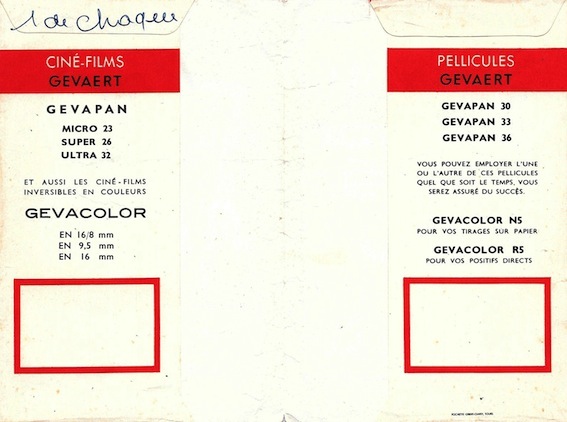 1 de chaque
CINÉ-FILMS
GEVAERT
GEVAPAN
MICRO 23
SUPER 26
ULTRA 32
ET AUSSI LES CINÉ-FILMS
INVERSIBLES EN COULEURS
GEVACOLOR
EN 16/8 mm
EN 9,5 mm
EN 16 mm
PELLICULES
GEVAERT
GEVAPAN 30
GEVAPAN 33
GEVAPAN 36
VOUS POUVEZ EMPLOYER L'UNE
OU L'AUTRE DE CES PELLICULES
QUEL QUE SOIT LE TEMPS, VOUS
SEREZ ASSURÉ DU SUCCÈS.
GEVACOLOR N5
POUR VOS TIRAGES SUR PAPIER
GEVACOLOR R5
POUR VOS POSITIFS DIRECTS